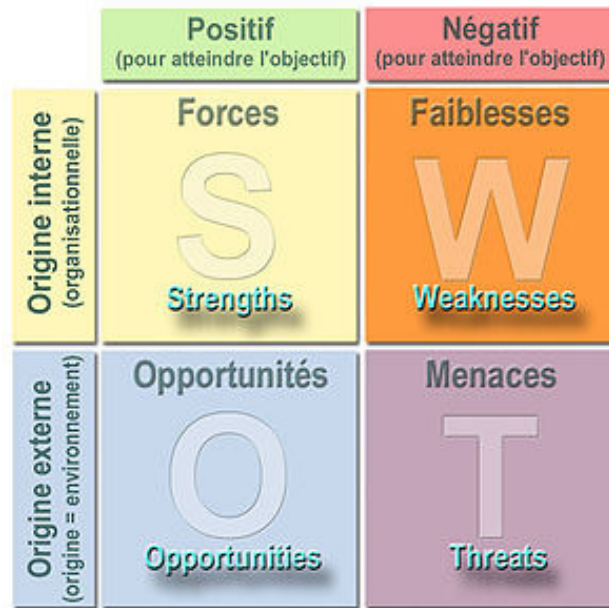 Positif
(pour atteindre l'objectif)
Négatif
(pour atteindre l'objectif)
Origine interne
(organisationnelle)
Forces
S
Strengths
Faiblesses
W
Weaknesses
Origine externe
(origine = environnement)
Opportunités
O
Opportunities
Menaces
T
Threats